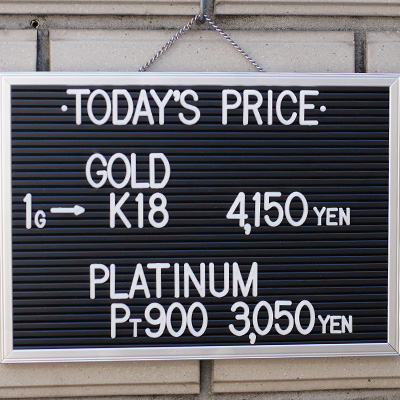 ·TODAY'S PRICE·
GOLD
1G→ K18 4,150 YEN
PLATINUM
PT900 3,050 YEN